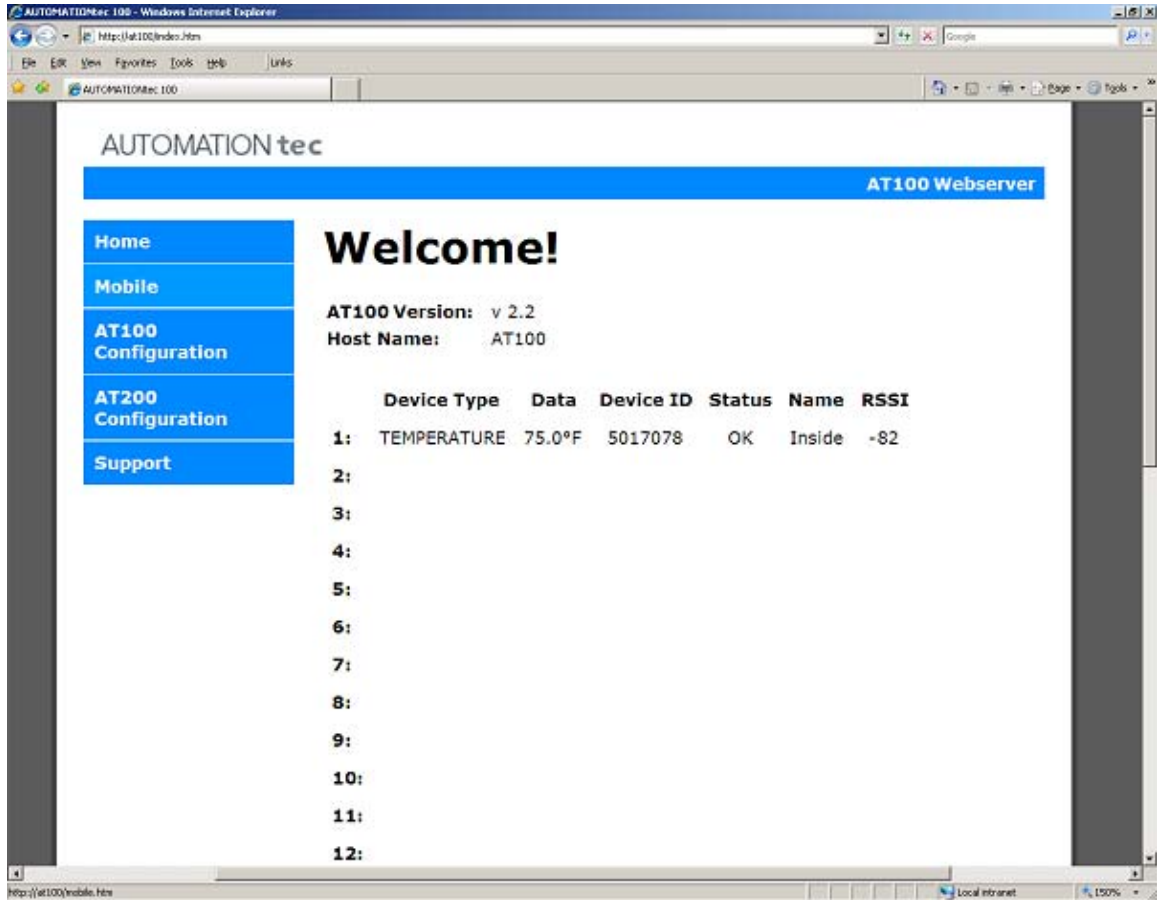 AUTOMATIONtec 100 - Windows Internet Explorer
http://at100/index.htm
Google
File Edit View Favorites Tools Help Links
AUTOMATIONtec 100
Page Tools
AUTOMATION tec
AT100 Webserver
Home
Mobile
AT100
Configuration
AT200
Configuration
Support
Welcome!
AT100 Version: v 2.2
Host Name: AT100
Device Type Data Device ID Status Name RSSI
1: TEMPERATURE 75.0°F 5017078 OK Inside -82
2:
3:
4:
5:
6:
7:
8:
9:
10:
11:
12:
http://at100/mobile.htm
Local intranet
150%